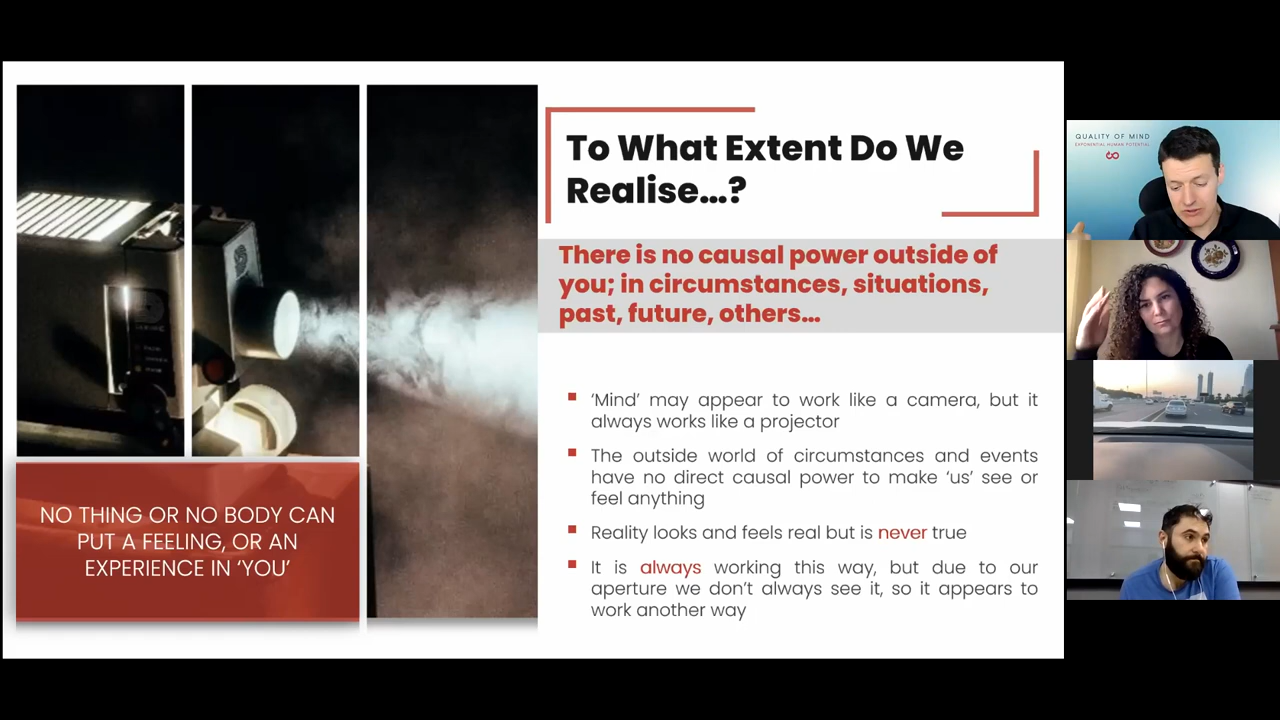 To What Extent Do We
Realise...?
There is no causal power outside of
you; in circumstances, situations,
past, future, others...
‘Mind’ may appear to work like a camera, but it
always works like a projector
The outside world of circumstances and events
have no direct causal power to make ‘us’ see or
feel anything
Reality looks and feels real but is never true
It is always working this way, but due to our
aperture we don’t always see it, so it appears to
work another way
NO THING OR NO BODY CAN
PUT A FEELING, OR AN
EXPERIENCE IN ‘YOU’
QUALITY OF MIND
EXPONENTIAL HUMAN POTENTIAL